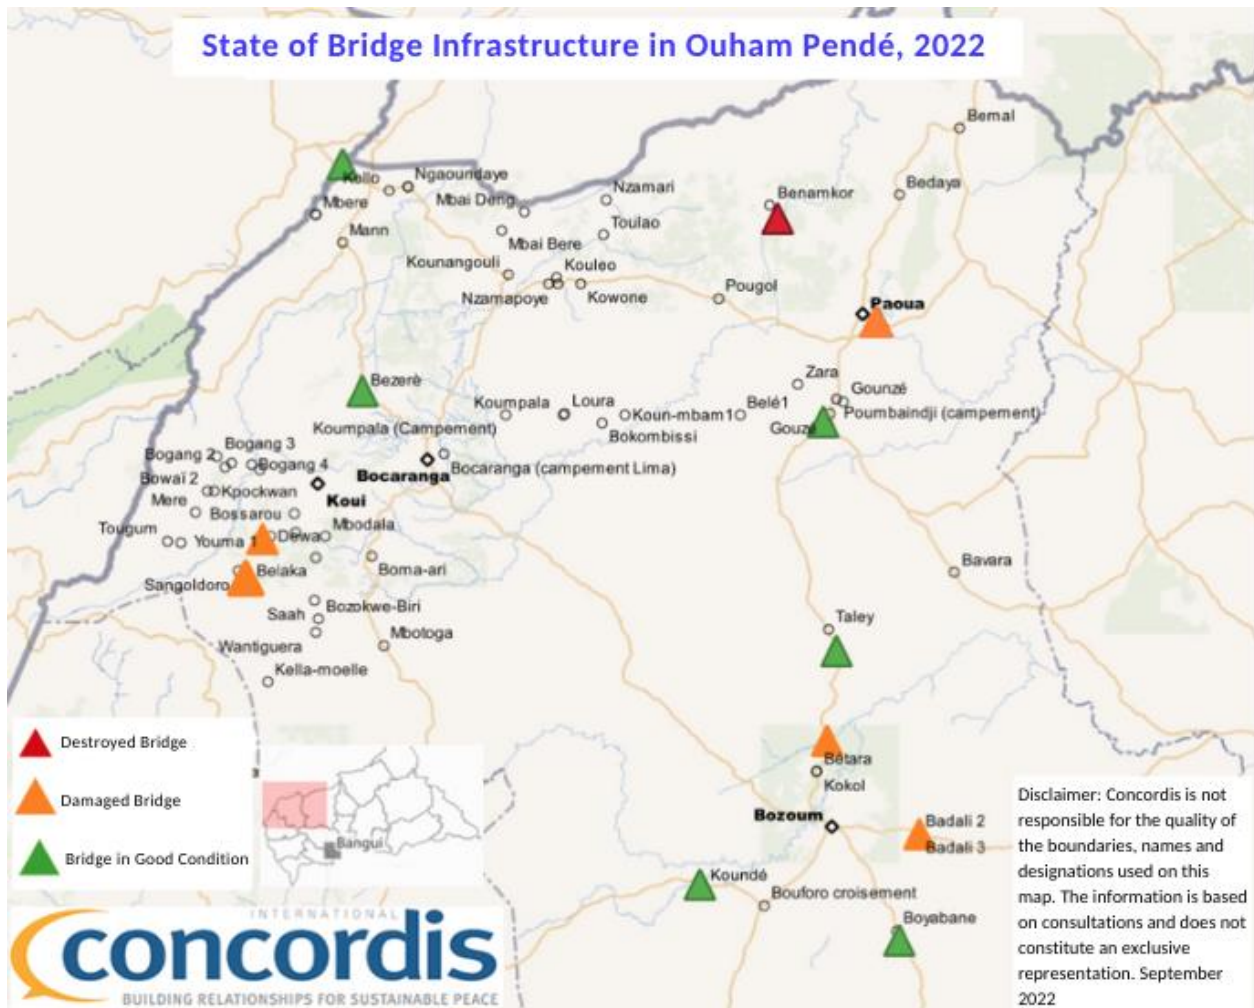 State of Bridge Infrastructure in Ouham Pendé, 2022
Bemal
Kello
Ngaoundaye
Mbere
Mbai Deng
Nzamari
Benamkor
Bedaya
Mann
Mbai Bere
Toulao
Kounangouli
Kouleo
Nzamapoye
Kowone
Pougol
Paoua
Bezerè
Zara
Gounzé
Koumpala
Loura
Koun-mbam1
Belé1
Poumbaindji (campement)
Koumpala (Campement)
Bokombissi
Bogang 3
Bogang 2
Bogang 4
Bocaranga (campement Lima)
Bocaranga
Bowaï 2
Kpockwan
Mere
Koui
Bossarou
Mbodala
Tougum
Youma 1
Dewa
Sangoldoro
Belaka
Boma-ari
Bavara
Saah
Bozokwe-Biri
Taley
Wantiguera
Mbotoga
Kella-moelle
Destroyed Bridge
Damaged Bridge
Bridge in Good Condition
Bangui
Bétara
Kokol
Bozoum
Badali 2
Badali 3
Koundé
Bouforo croisement
Boyabane
Disclaimer: Concordis is not
responsible for the quality of
the boundaries, names and
designations used on this
map. The information is based
on consultations and does not
constitute an exclusive
representation. September
2022
INTERNATIONAL
concordis
BUILDING RELATIONSHIPS FOR SUSTAINABLE PEACE